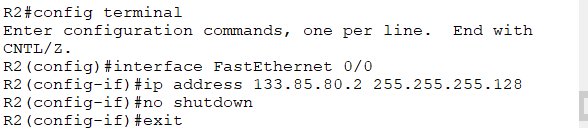 R2#config terminal
Enter configuration commands, one per line.  End with
CNTL/Z.
R2(config)#interface FastEthernet 0/0
R2(config-if)#ip address 133.85.80.2 255.255.255.128
R2(config-if)#no shutdown
R2(config-if)#exit